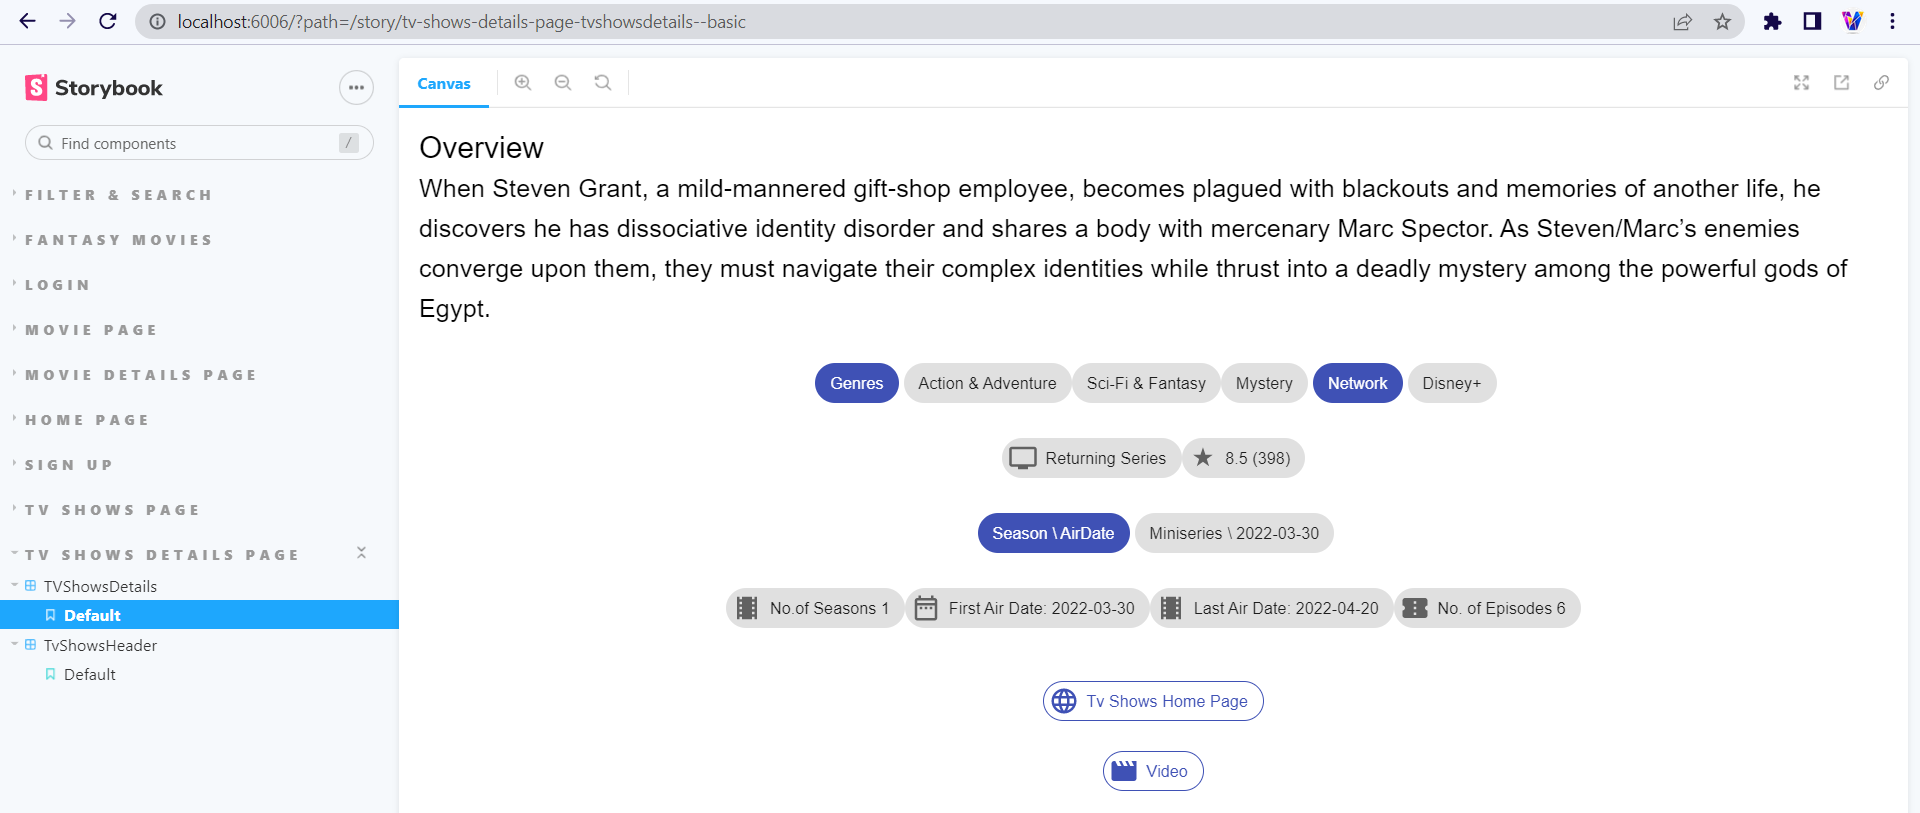 localhost:6006/?path=/story/tv-shows-details-page-tvshowsdetails--basic
Storybook
Find components /
FILTER & SEARCH
FANTASY MOVIES
LOGIN
MOVIE PAGE
MOVIE DETAILS PAGE
HOME PAGE
SIGN UP
TV SHOWS PAGE
TV SHOWS DETAILS PAGE
TVShowsDetails
Default
TvShowsHeader
Default
Canvas
Overview
When Steven Grant, a mild-mannered gift-shop employee, becomes plagued with blackouts and memories of another life, he
discovers he has dissociative identity disorder and shares a body with mercenary Marc Spector. As Steven/Marc’s enemies
converge upon them, they must navigate their complex identities while thrust into a deadly mystery among the powerful gods of
Egypt.
Genres Action & Adventure Sci-Fi & Fantasy Mystery Network Disney+
Returning Series 8.5 (398)
Season \ AirDate Miniseries \ 2022-03-30
No.of Seasons 1 First Air Date: 2022-03-30 Last Air Date: 2022-04-20 No. of Episodes 6
Tv Shows Home Page
Video